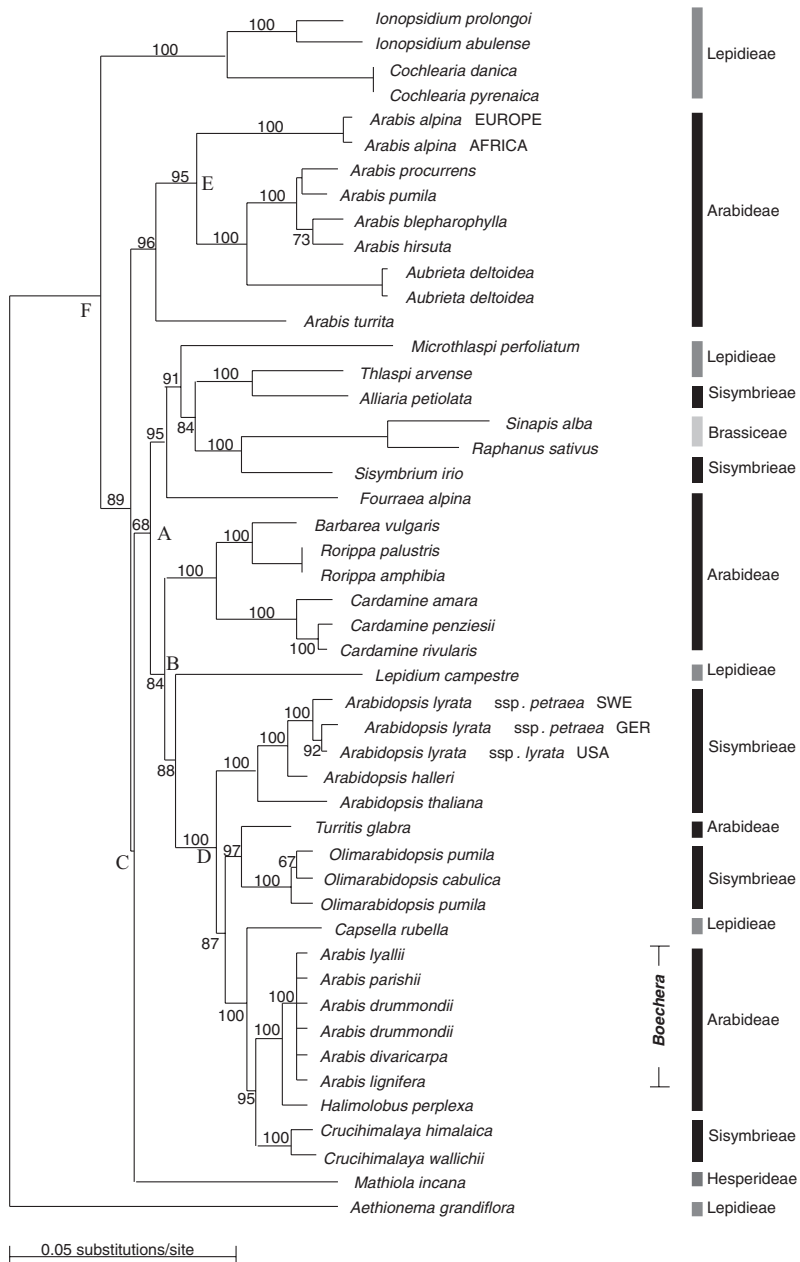 Ionopsidium prolongoi
100
Ionopsidium abulense
100
Lepidieae
Cochlearia danica
Cochlearia pyrenaica
Arabis alpina EUROPE
100
Arabis alpina AFRICA
Arabis procurrens
95
E
100
Arabis pumila
Arabideae
Arabis blepharophylla
73
100
96
Arabis hirsuta
Aubrieta deltoidea
Aubrieta deltoidea
F
Arabis turrita
Microthlaspi perfoliatum
Lepidieae
91
100
Thlaspi arvense
Alliaria petiolata
Sisymbrieae
84
Sinapis alba
95
Brassiceae
100
Raphanus sativus
Sisymbrium irio
Sisymbrieae
89
Fourraea alpina
68
A
Barbarea vulgaris
100
Rorippa palustris
100
Rorippa amphibia
Arabideae
Cardamine amara
100
Cardamine penziesii
100
Cardamine rivularis
B
84
Lepidium campestre
Lepidieae
Arabidopsis lyrata ssp. petraea SWE
100
Arabidopsis lyrata ssp. petraea GER
100
92
Arabidopsis lyrata ssp. lyrata USA
Sisymbrieae
88
100
Arabidopsis halleri
Arabidopsis thaliana
Turritis glabra
Arabideae
100
D
97
C
67
Olimarabidopsis pumila
Olimarabidopsis cabulica
Sisymbrieae
100
Olimarabidopsis pumila
87
Capsella rubella
Lepidieae
Arabis lyallii
Arabis parishii
100
Arabis drummondii
100
Boechera
Arabideae
100
Arabis drummondii
Arabis divaricarpa
Arabis lignifera
95
Halimolobus perplexa
Crucihimalaya himalaica
100
Sisymbrieae
Crucihimalaya wallichii
Mathiola incana
Hesperideae
Aethionema grandiflora
Lepidieae
0.05 substitutions/site